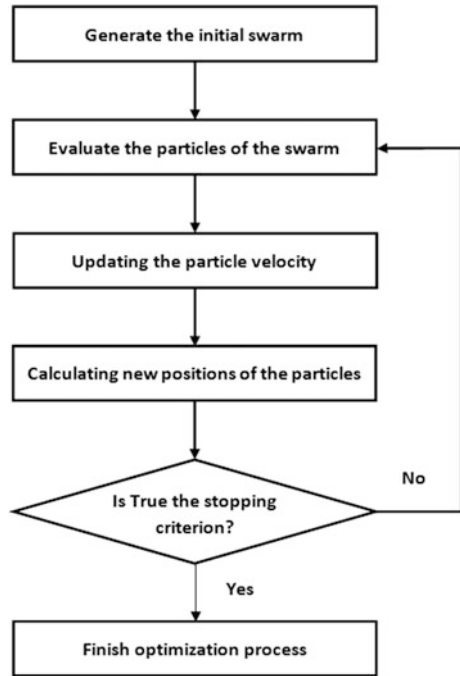 Generate the initial swarm
Evaluate the particles of the swarm
Updating the particle velocity
Calculating new positions of the particles
No
Is True the stopping
criterion?
Yes
Finish optimization process